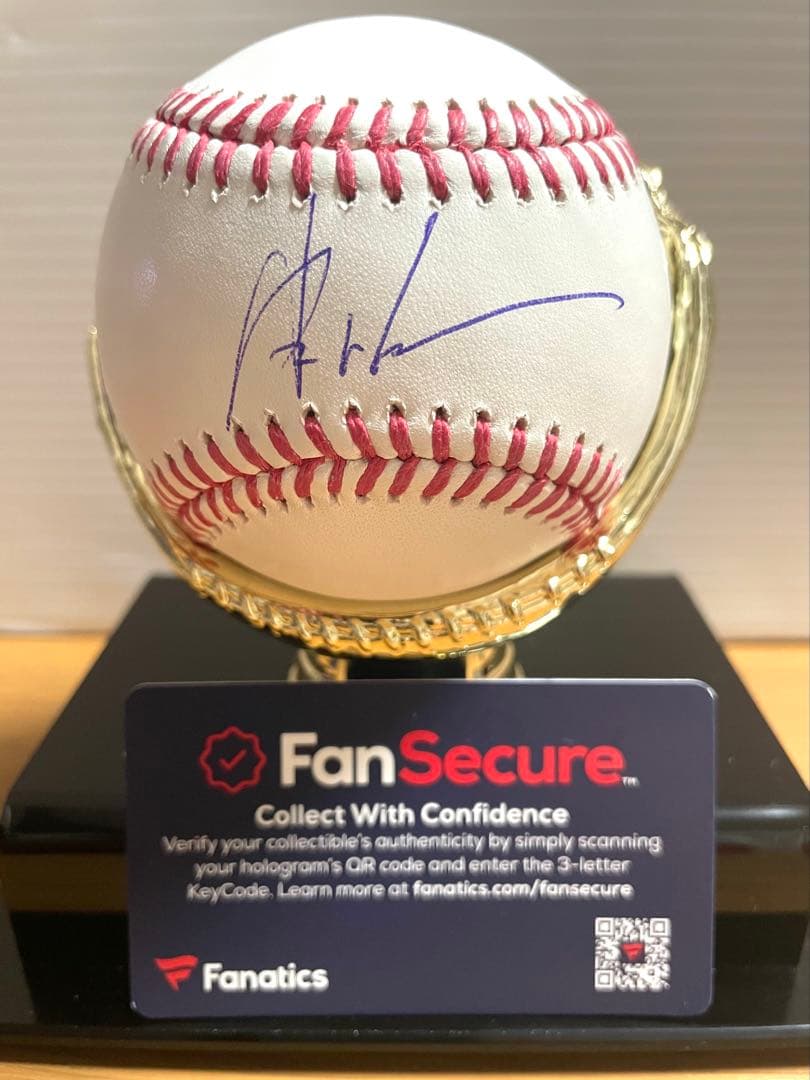 FanSecure™
Collect With Confidence
Verify your collectible's authenticity by simply scanning
your hologram's QR code and enter the 3-letter
KeyCode. Learn more at fanatics.com/fansecure
Fanatics